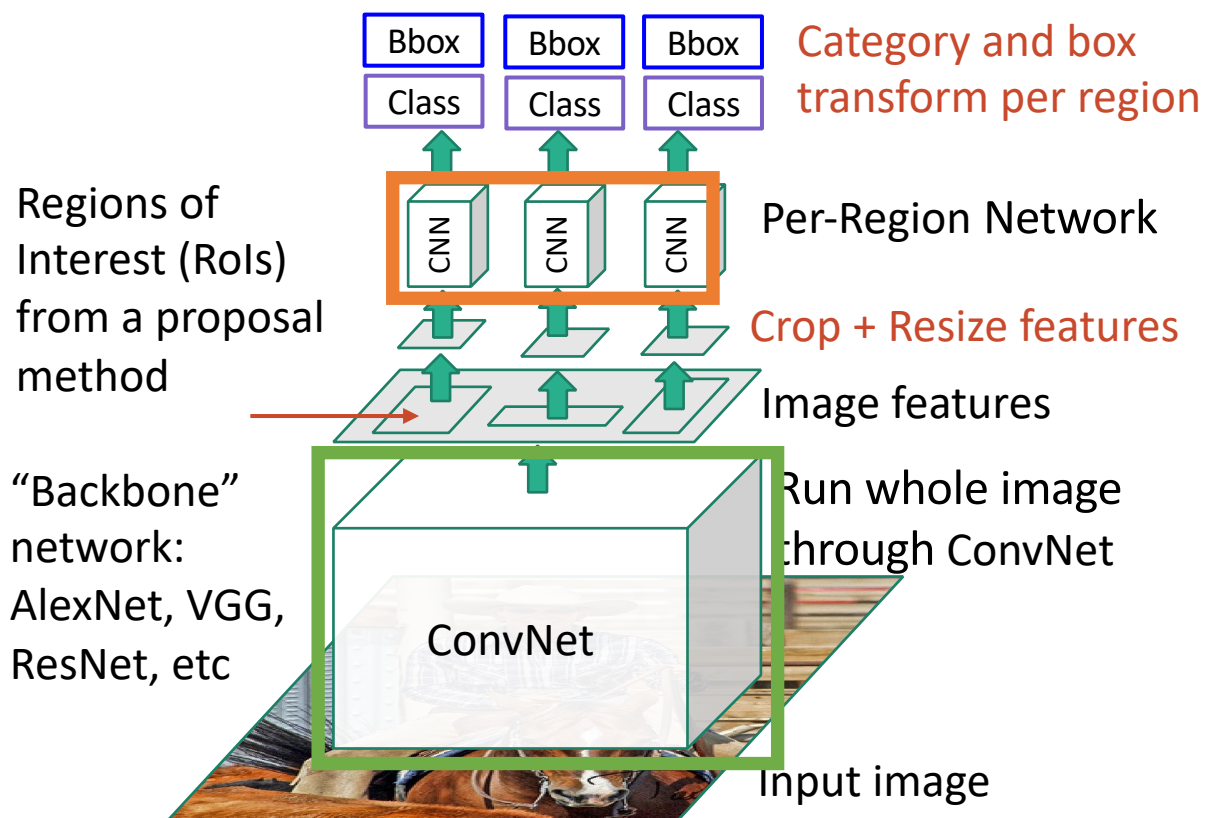 Bbox Bbox Bbox
Class Class Class
Category and box
transform per region
Regions of
Interest (RoIs)
from a proposal
method
CNN CNN CNN
Per-Region Network
Crop + Resize features
Image features
“Backbone”
network:
AlexNet, VGG,
ResNet, etc
Run whole image
through ConvNet
ConvNet
Input image